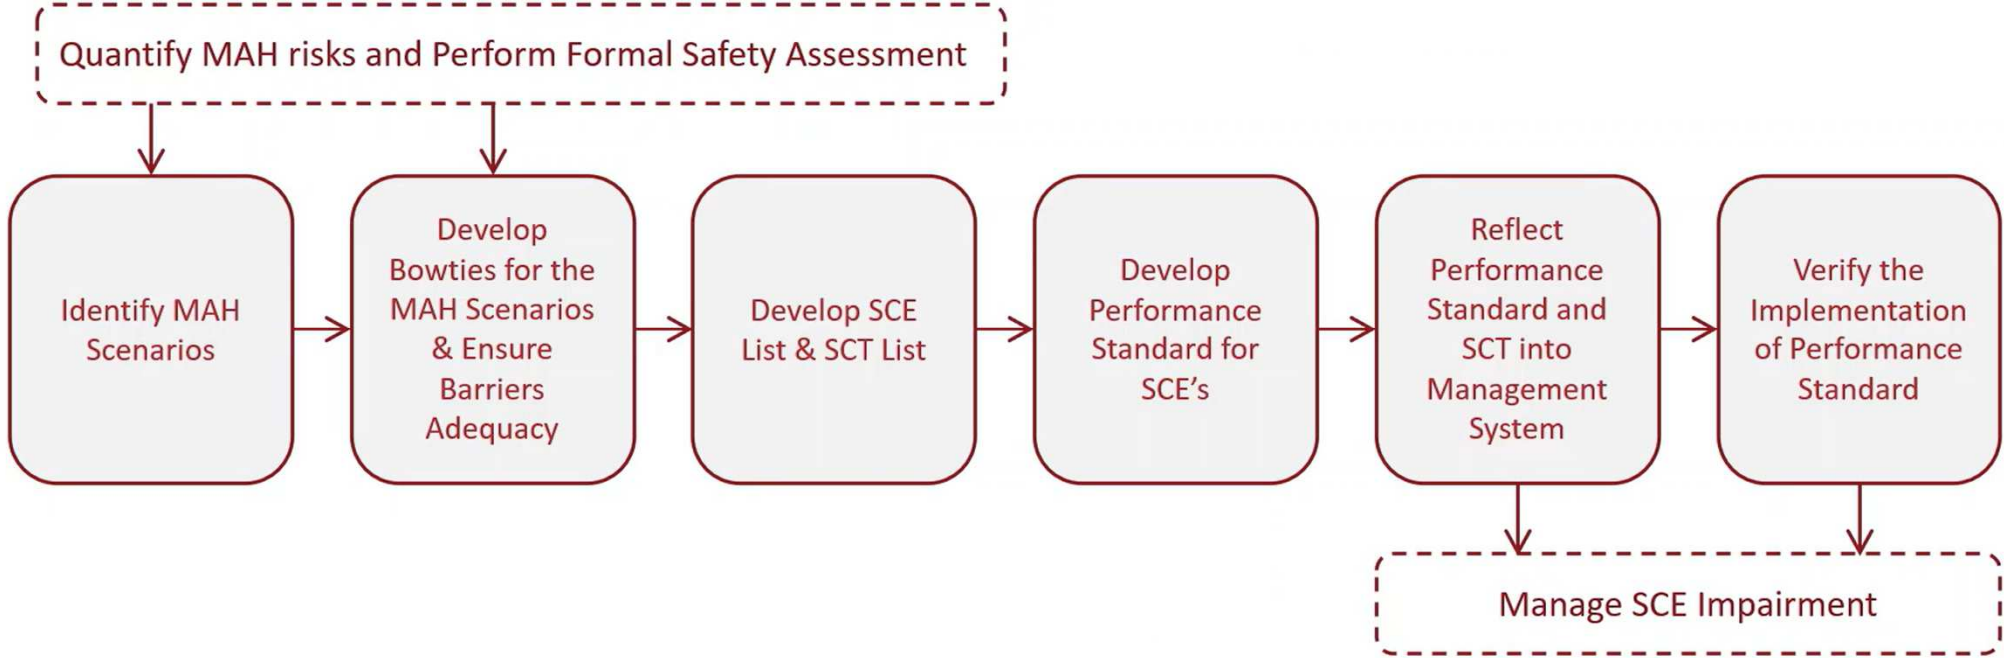 Quantify MAH risks and Perform Formal Safety Assessment
Identify MAH
Scenarios
Develop
Bowties for the
MAH Scenarios
& Ensure
Barriers
Adequacy
Develop SCE
List & SCT List
Develop
Performance
Standard for
SCE’s
Reflect
Performance
Standard and
SCT into
Management
System
Verify the
Implementation
of Performance
Standard
Manage SCE Impairment